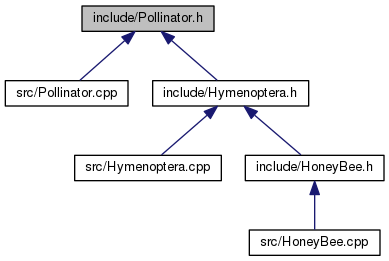 include/Pollinator.h
src/Pollinator.cpp
include/Hymenoptera.h
src/Hymenoptera.cpp
include/HoneyBee.h
src/HoneyBee.cpp